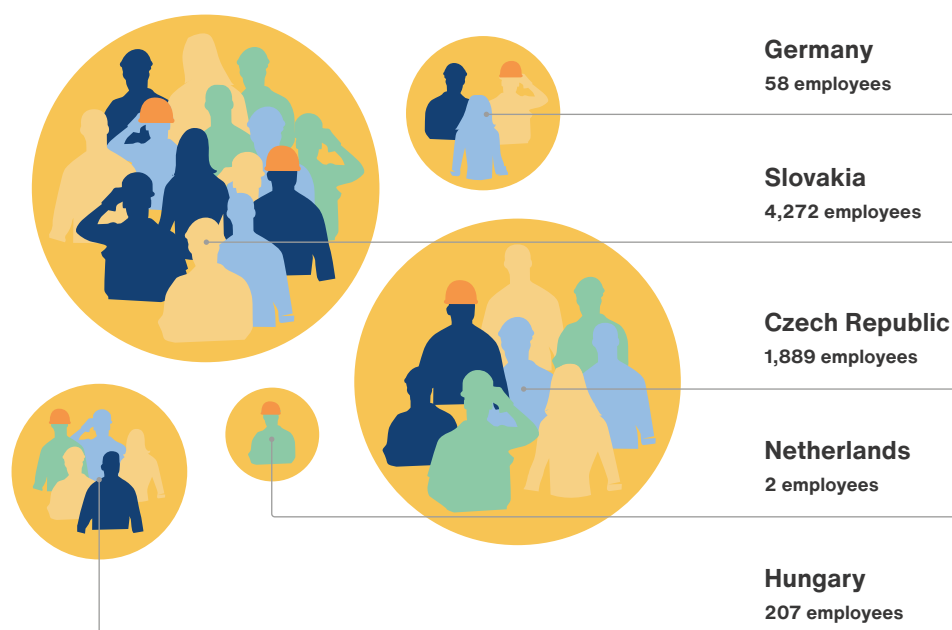 Germany
58 employees
Slovakia
4,272 employees
Czech Republic
1,889 employees
Netherlands
2 employees
Hungary
207 employees